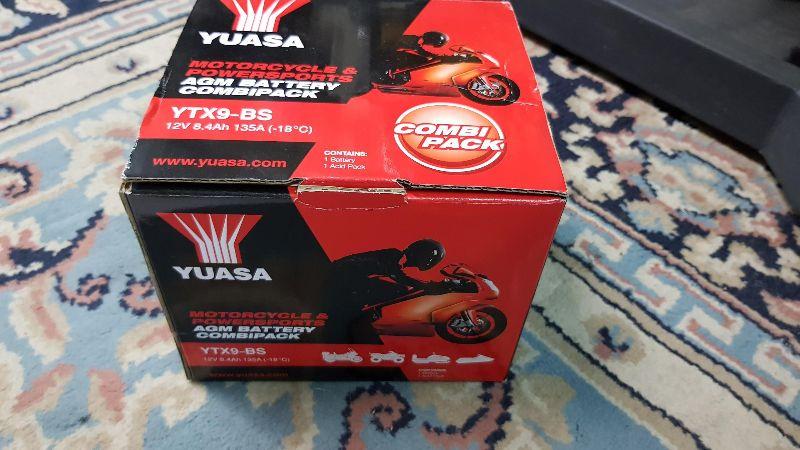 YUASA
MOTORCYCLE &
POWERSPORTS
AGM BATTERY
COMBIPACK
YTX9-BS
12V 8.4Ah 135A (-18°C)
COMBI
PACK
CONTAINS:
1 Battery
1 Acid Pack
www.yuasa.com
YUASA
MOTORCYCLE &
POWERSPORTS
AGM BATTERY
COMBIPACK
YTX9-BS
12V 8.4Ah 135A (-18°C)
www.yuasa.com